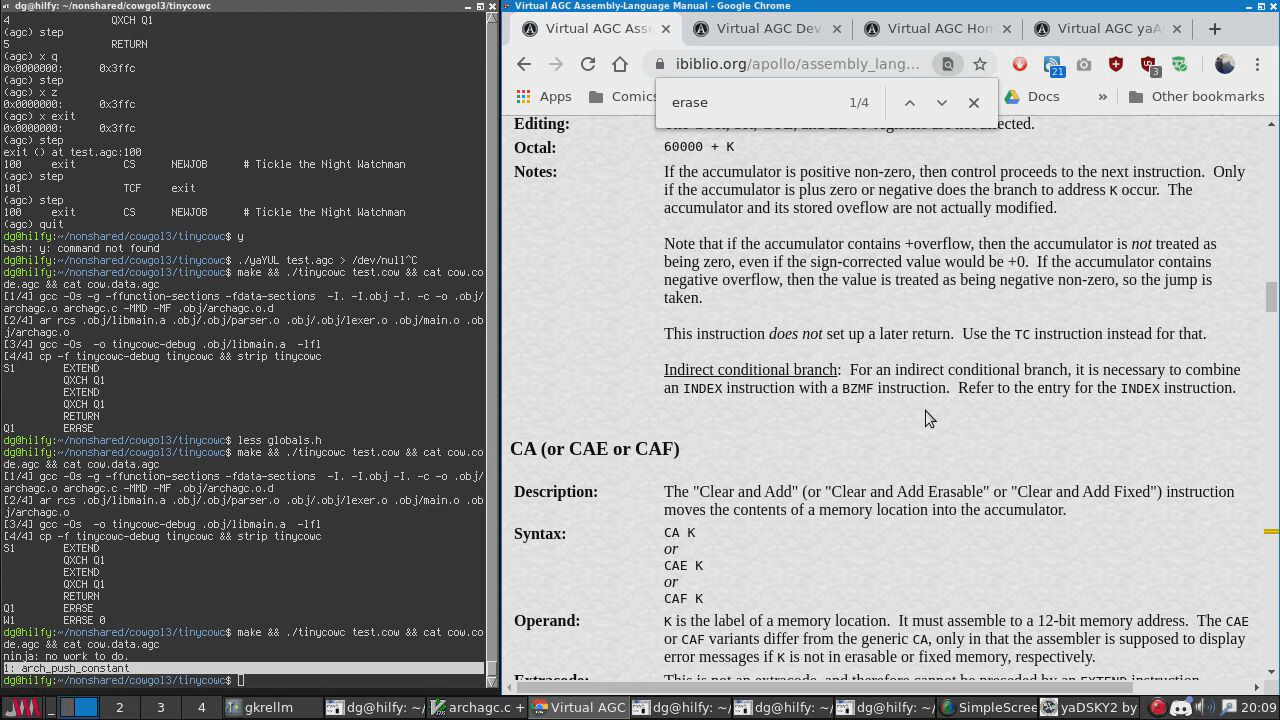 dg@hilfy: ~/nonshared/cowgol3/tinycowc
4 QXCH Q1
(agc) step
5 RETURN
(agc) x q
0x0000000: 0x3ffc
(agc) step
(agc) x z
0x0000000: 0x3ffc
(agc) x exit
0x0000000: 0x3ffc
(agc) step
exit () at test.agc:100
100 exit CS NEWJOB # Tickle the Night Watchman
(agc) step
101 TCF exit
(agc) step
100 exit CS NEWJOB # Tickle the Night Watchman
(agc) quit
dg@hilfy:~/nonshared/cowgol3/tinycowc$ y
bash: y: command not found
dg@hilfy:~/nonshared/cowgol3/tinycowc$ ./yaYUL test.agc > /dev/null^C
dg@hilfy:~/nonshared/cowgol3/tinycowc$ make && ./tinycowc test.cow && cat cow.co
de.agc && cat cow.data.agc
[1/4] gcc -Os -g -ffunction-sections -fdata-sections -I. -I.obj -I. -c -o .obj/
archagc.o archagc.c -MMD -MF .obj/archagc.o.d
[2/4] ar rcs .obj/libmain.a .obj/.obj/parser.o .obj/.obj/lexer.o .obj/main.o .ob
j/archagc.o
[3/4] gcc -Os -o tinycowc-debug .obj/libmain.a -lfl
[4/4] cp -f tinycowc-debug tinycowc && strip tinycowc
S1 EXTEND
QXCH Q1
EXTEND
QXCH Q1
RETURN
Q1 ERASE
dg@hilfy:~/nonshared/cowgol3/tinycowc$ less globals.h
dg@hilfy:~/nonshared/cowgol3/tinycowc$ make && ./tinycowc test.cow && cat cow.co
de.agc && cat cow.data.agc
[1/4] gcc -Os -g -ffunction-sections -fdata-sections -I. -I.obj -I. -c -o .obj/
archagc.o archagc.c -MMD -MF .obj/archagc.o.d
[2/4] ar rcs .obj/libmain.a .obj/.obj/parser.o .obj/.obj/lexer.o .obj/main.o .ob
j/archagc.o
[3/4] gcc -Os -o tinycowc-debug .obj/libmain.a -lfl
[4/4] cp -f tinycowc-debug tinycowc && strip tinycowc
S1 EXTEND
QXCH Q1
EXTEND
QXCH Q1
RETURN
Q1 ERASE
W1 ERASE 0
dg@hilfy:~/nonshared/cowgol3/tinycowc$ make && ./tinycowc test.cow && cat cow.co
de.agc && cat cow.data.agc
ninja: no work to do.
1: arch_push_constant
dg@hilfy:~/nonshared/cowgol3/tinycowc$
Virtual AGC Assembly-Language Manual - Google Chrome
Virtual AGC Asse Virtual AGC Dev Virtual AGC Hom Virtual AGC yaA
ibiblio.org/apollo/assembly_lang... 21 3
Apps Comics Docs » Other bookmarks
erase 1/4
Editing:
not affected.
Octal: 60000 + K
Notes: If the accumulator is positive non-zero, then control proceeds to the next instruction. Only
if the accumulator is plus zero or negative does the branch to address K occur. The
accumulator and its stored oveflow are not actually modified.
Note that if the accumulator contains +overflow, then the accumulator is not treated as
being zero, even if the sign-corrected value would be +0. If the accumulator contains
negative overflow, then the value is treated as being negative non-zero, so the jump is
taken.
This instruction does not set up a later return. Use the TC instruction instead for that.
Indirect conditional branch: For an indirect conditional branch, it is necessary to combine
an INDEX instruction with a BZMF instruction. Refer to the entry for the INDEX instruction.
CA (or CAE or CAF)
Description: The "Clear and Add" (or "Clear and Add Erasable" or "Clear and Add Fixed") instruction
moves the contents of a memory location into the accumulator.
Syntax: CA K
or
CAE K
or
CAF K
Operand: K is the label of a memory location. It must assemble to a 12-bit memory address. The CAE
or CAF variants differ from the generic CA, only in that the assembler is supposed to display
error messages if K is not in erasable or fixed memory, respectively.
Extracode: This is not an extracode, and therefore cannot be preceded by an EXTEND instruction.
2 3 4 gkrellm dg@hilfy: ~/ archagc.c + Virtual AGC dg@hilfy: ~/ dg@hilfy: ~/ dg@hilfy: ~/ SimpleScree yaDSKY2 by 20:09